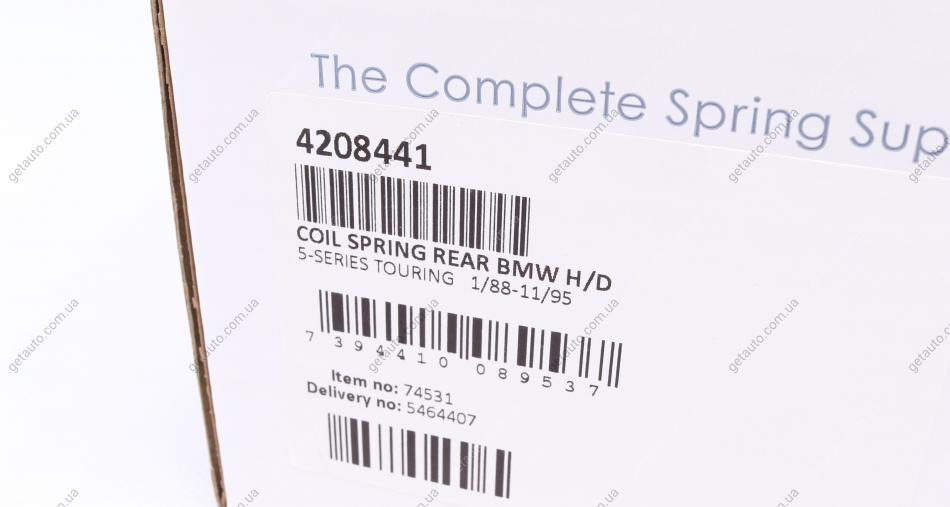 The Complete Spring Sup
4208441
COIL SPRING REAR BMW H/D
5-SERIES TOURING 1/88-11/95
7 394410 089537
Item no: 74531
Delivery no: 5464407
getauto.com.ua